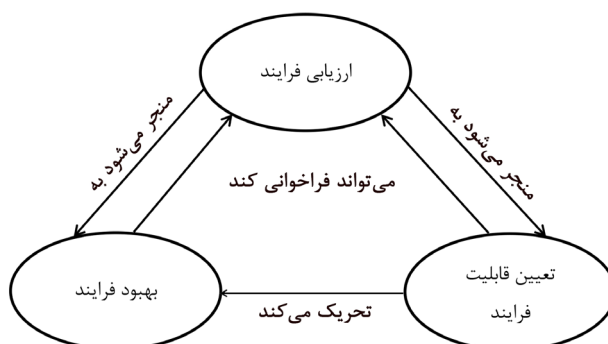 ارزیابی فرایند
منجر می‌شود به
منجر می‌شود به
می‌تواند فراخوانی کند
تعیین قابلیت
فرایند
بهبود فرایند
تحریک می‌کند